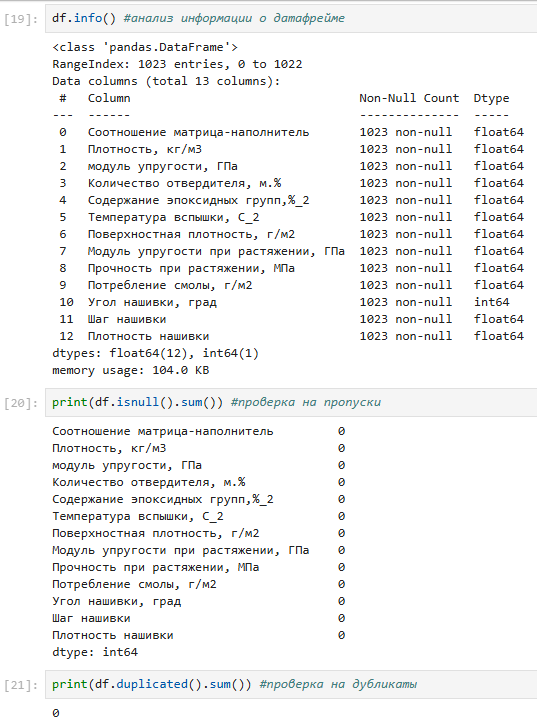 [19]: df.info() #анализ информации о датафрейме
<class 'pandas.DataFrame'>
RangeIndex: 1023 entries, 0 to 1022
Data columns (total 13 columns):
 #   Column                                Non-Null Count  Dtype
---  ------                                --------------  -----
 0   Соотношение матрица-наполнитель       1023 non-null   float64
 1   Плотность, кг/м3                      1023 non-null   float64
 2   модуль упругости, ГПа                 1023 non-null   float64
 3   Количество отвердителя, м.%           1023 non-null   float64
 4   Содержание эпоксидных групп,%_2       1023 non-null   float64
 5   Температура вспышки, С_2              1023 non-null   float64
 6   Поверхностная плотность, г/м2         1023 non-null   float64
 7   Модуль упругости при растяжении, ГПа  1023 non-null   float64
 8   Прочность при растяжении, МПа         1023 non-null   float64
 9   Потребление смолы, г/м2               1023 non-null   float64
 10  Угол нашивки, град                    1023 non-null   int64
 11  Шаг нашивки                           1023 non-null   float64
 12  Плотность нашивки                     1023 non-null   float64
dtypes: float64(12), int64(1)
memory usage: 104.0 KB
[20]: print(df.isnull().sum()) #проверка на пропуски
Соотношение матрица-наполнитель         0
Плотность, кг/м3                        0
модуль упругости, ГПа                   0
Количество отвердителя, м.%             0
Содержание эпоксидных групп,%_2         0
Температура вспышки, С_2                0
Поверхностная плотность, г/м2           0
Модуль упругости при растяжении, ГПа    0
Прочность при растяжении, МПа           0
Потребление смолы, г/м2                 0
Угол нашивки, град                      0
Шаг нашивки                             0
Плотность нашивки                       0
dtype: int64
[21]: print(df.duplicated().sum()) #проверка на дубликаты
0